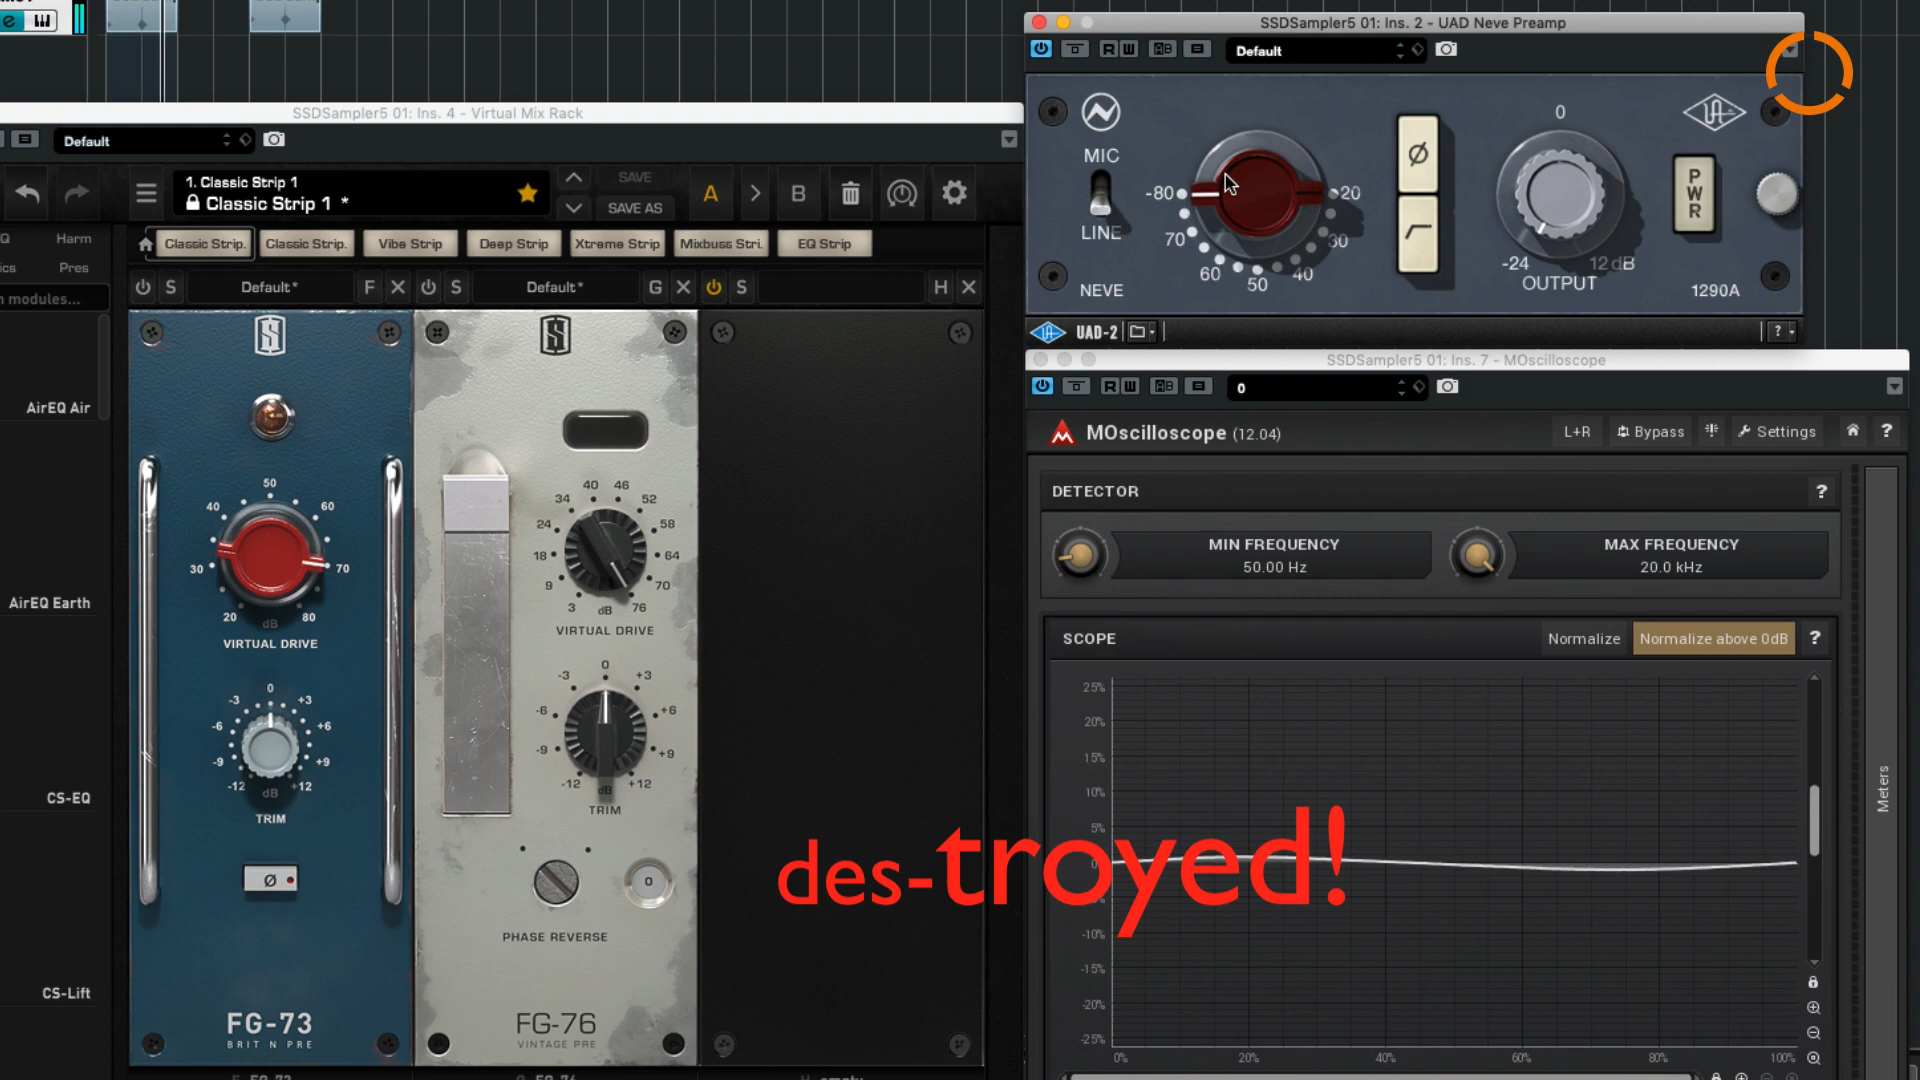 SSDSampler5 01: Ins. 2 - UAD Neve Preamp
R W
AB
Default
SSDSampler5 01: Ins. 4 - Virtual Mix Rack
Default
1. Classic Strip 1
Classic Strip 1 *
SAVE
SAVE AS
A
B
Harm
Pres
Classic Strip.
Classic Strip.
Vibe Strip
Deep Strip
Xtreme Strip
Mixbuss Stri.
EQ Strip
S
Default*
F
S
Default*
G
S
H
AirEQ Air
AirEQ Earth
CS-EQ
CS-Lift
50
40
60
30
70
20
dB
80
VIRTUAL DRIVE
0
-3
+3
-6
+6
-9
+9
-12
dB
+12
TRIM
Ø
FG-73
BRIT N PRE
40
46
34
52
24
58
18
64
9
70
3
dB
76
VIRTUAL DRIVE
0
-3
+3
-6
+6
-9
+9
-12
dB
+12
TRIM
0
PHASE REVERSE
FG-76
VINTAGE PRE
MIC
LINE
NEVE
-80
-20
70
30
60
40
50
Ø
0
-24
12 dB
OUTPUT
PWR
UA
1290A
UAD-2
?
SSDSampler5 01: Ins. 7 - MOscilloscope
R W
AB
0
MOscilloscope (12.04)
L+R
Bypass
Settings
?
DETECTOR
?
MIN FREQUENCY
50.00 Hz
MAX FREQUENCY
20.0 kHz
SCOPE
Normalize
Normalize above 0dB
?
25%
20%
15%
10%
5%
-10%
-15%
-20%
-25%
0%
20%
40%
60%
80%
100%
Meters
des-troyed!